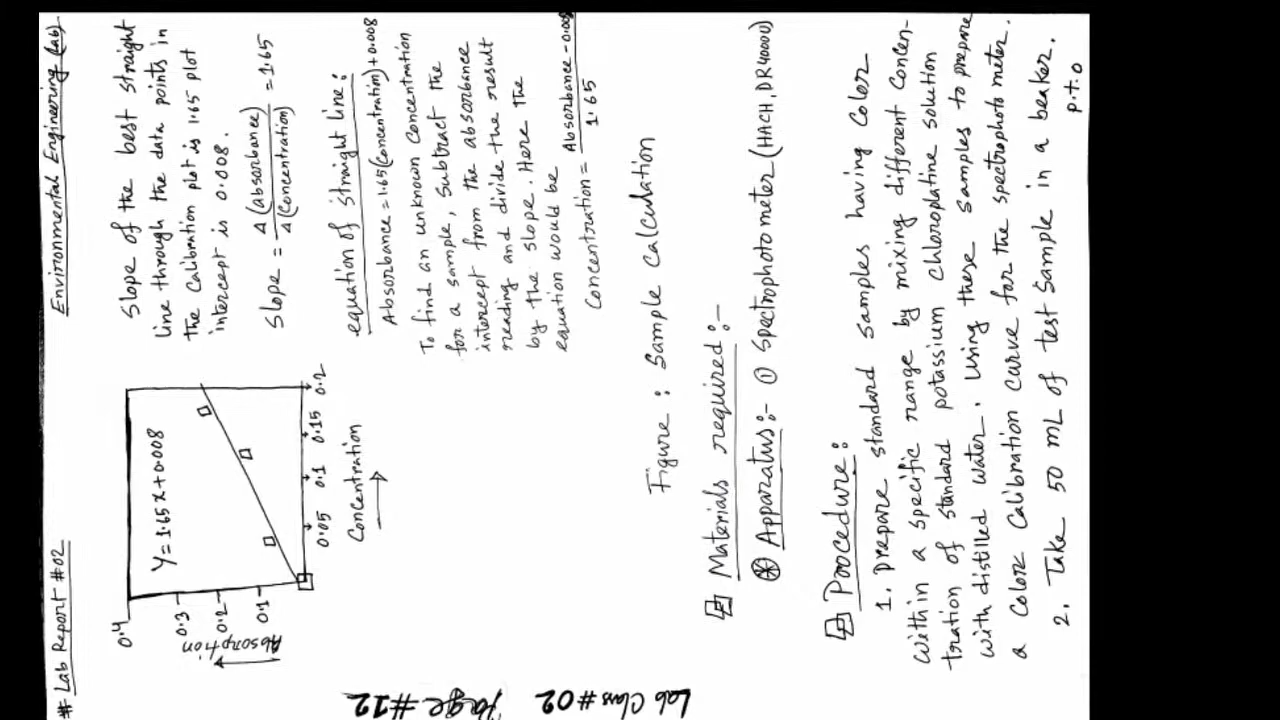 # Lab Report #02
Environmental Engineering (Lab)
0.4
0.3
0.2
0.1
Absorption
Y=1.65x+0.008
0.05 0.1 0.15 0.2
Concentration
Slope of the best straight
line through the data points in
the Calibration plot is 1.65 plot
intercept is 0.008.
Slope = Δ(absorbance) / Δ(Concentration) = 1.65
equation of straight line:
Absorbance = 1.65(Concentration)+0.008
To find an unknown Concentration
for a sample, Subtract the
intercept from the absorbance
reading and divide the result
by the slope. Here the
equation would be
Concentration = Absorbance - 0.008 / 1.65
Figure: Sample Calculation
Materials required:-
Apparatus:- ① Spectrophotometer (HACH, DR4000U)
Procedure:
1. Prepare standard samples having Color
within a specific range by mixing different Concen-
tration of standard potassium chloroplatine solution
with distilled water. Using these samples to prepare
a Color Calibration curve for the spectrophotometer.
2. Take 50 mL of test sample in a beaker.
P.t.o
Lab Class #02 Page #12